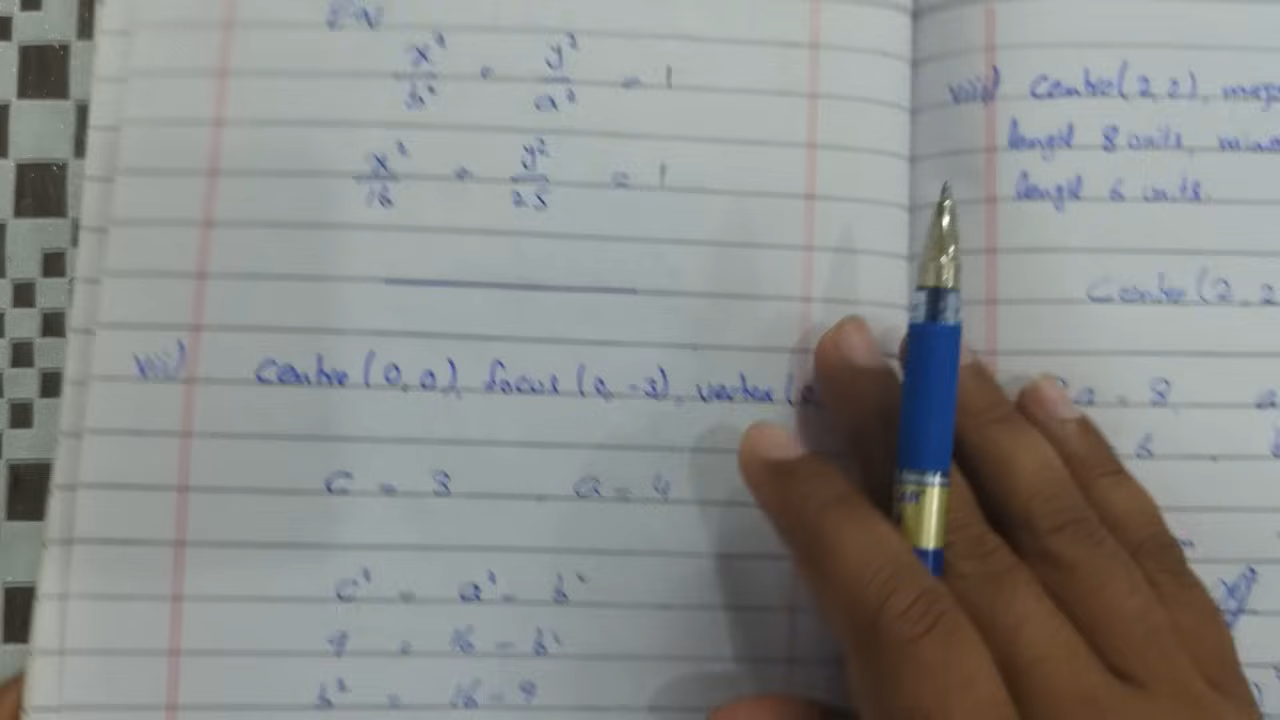 x²/b² + y²/a² = 1
x²/16 + y²/25 = 1
vii) Centre (0,0), focus (0,-3), vertex (0,
c = 3 a = 4
c² = a² - b²
9 = 16 - b²
b² = 16 - 9
viii) Centre (2,2), major
length 8 units, minor
length 6 units.
Centre (2, 2
2a = 8, a
6